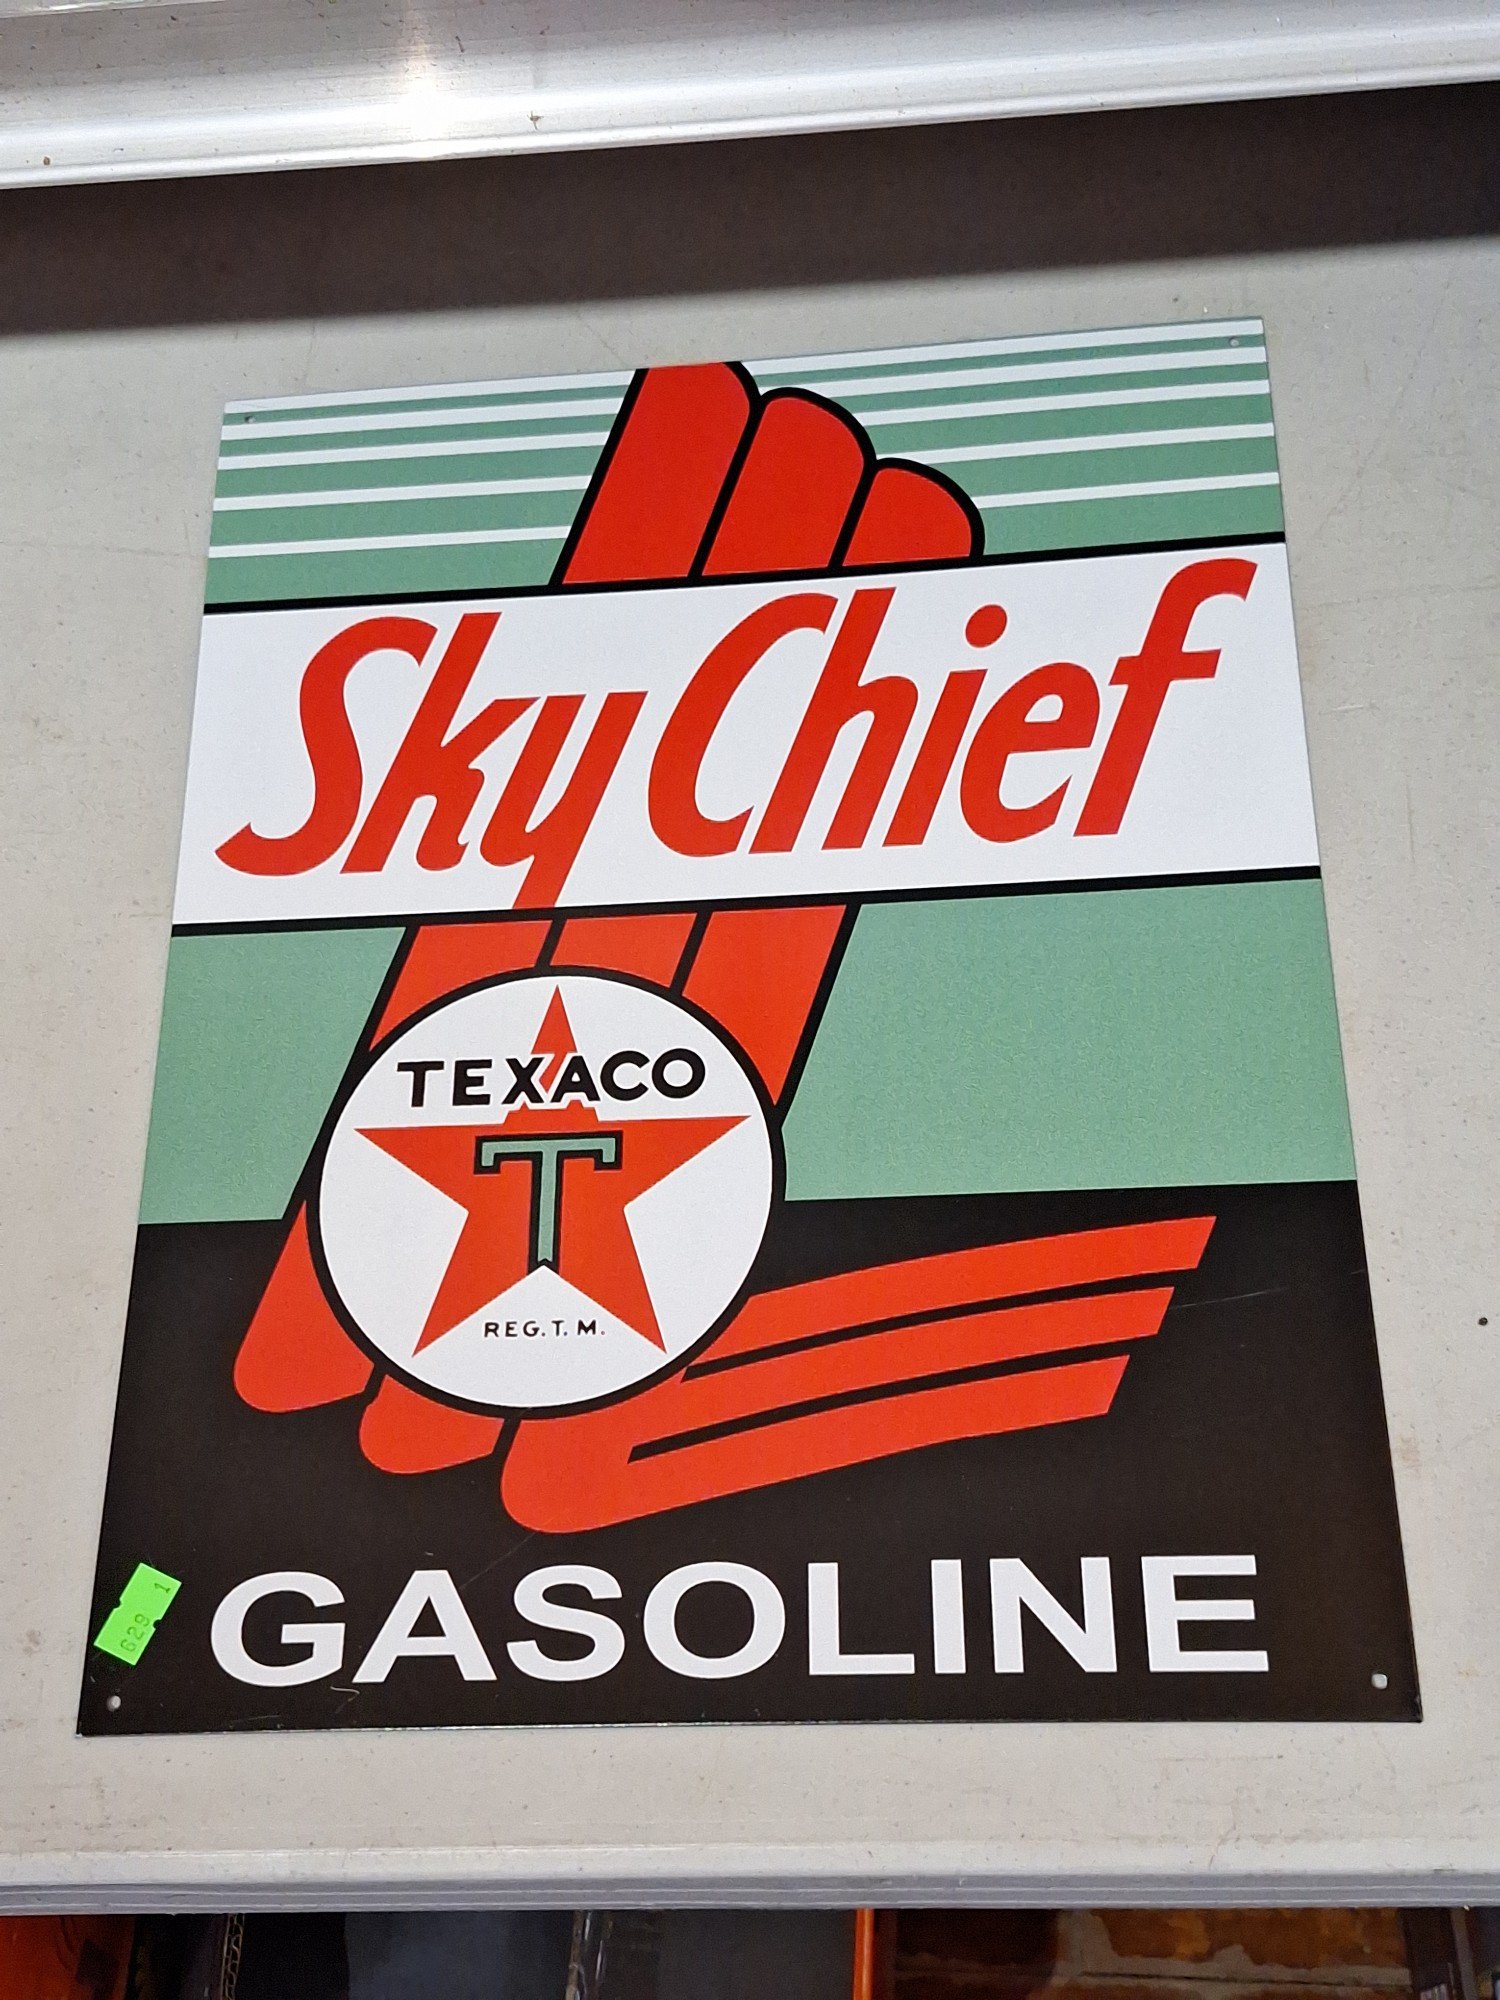 Sky Chief
TEXACO
T
REG. T. M.
GASOLINE
629 1